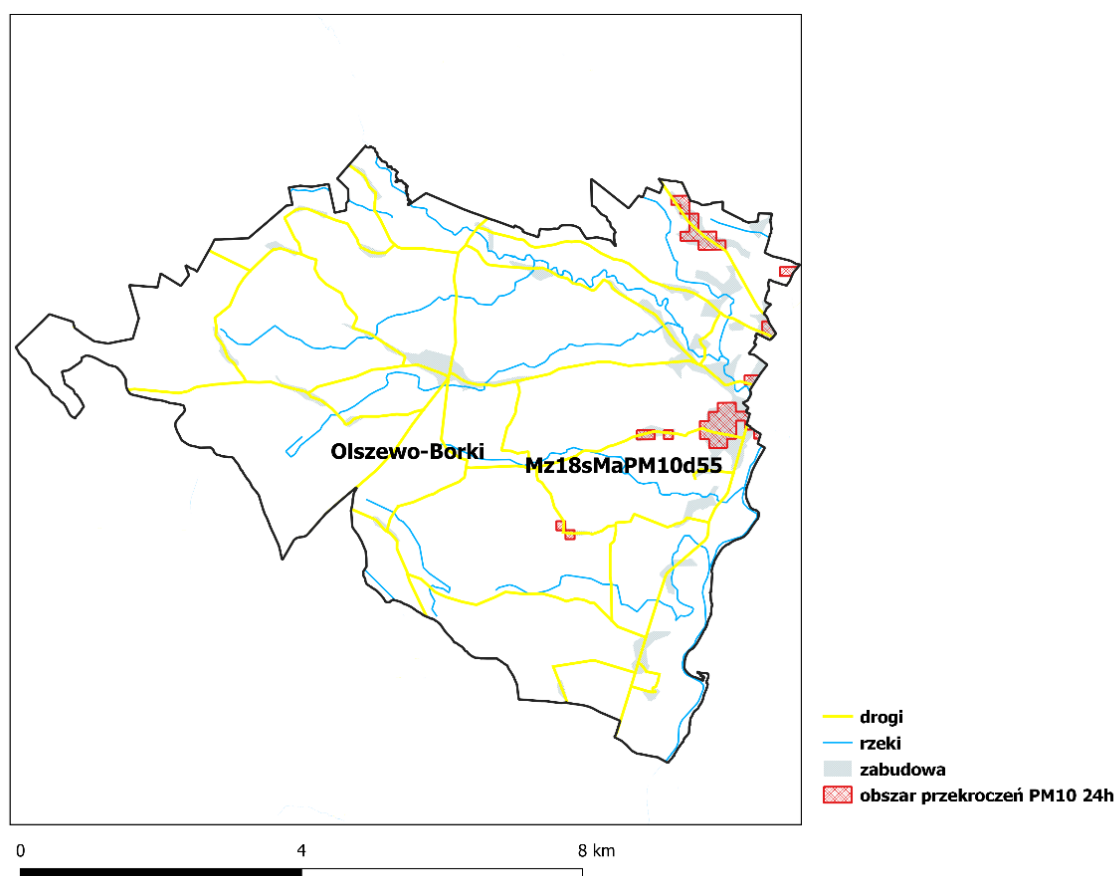 Olszewo-Borki
Mz18sMaPM10d55
drogi
rzeki
zabudowa
obszar przekroczeń PM10 24h
0 4 8 km